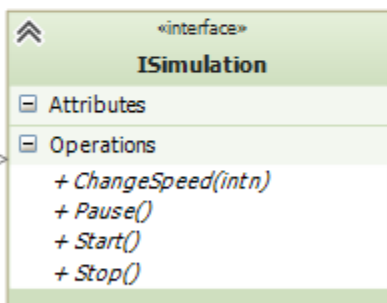 «interface»
ISimulation
Attributes
Operations
+ ChangeSpeed(intn)
+ Pause()
+ Start()
+ Stop()